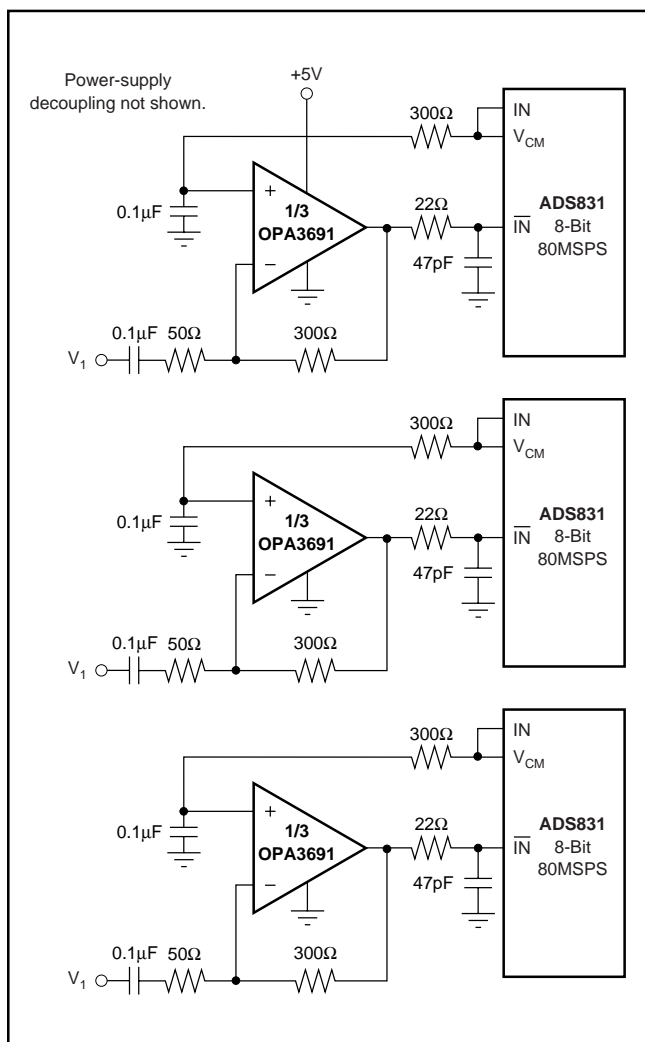 Power-supply
decoupling not shown.
+5V
300Ω
IN
V_CM
0.1µF
+
1/3
OPA3691
−
22Ω
47pF
I̅N̅
ADS831
8-Bit
80MSPS
0.1µF
50Ω
300Ω
V_1
300Ω
IN
V_CM
0.1µF
+
1/3
OPA3691
−
22Ω
47pF
I̅N̅
ADS831
8-Bit
80MSPS
0.1µF
50Ω
300Ω
V_1
300Ω
IN
V_CM
0.1µF
+
1/3
OPA3691
−
22Ω
47pF
I̅N̅
ADS831
8-Bit
80MSPS
0.1µF
50Ω
300Ω
V_1